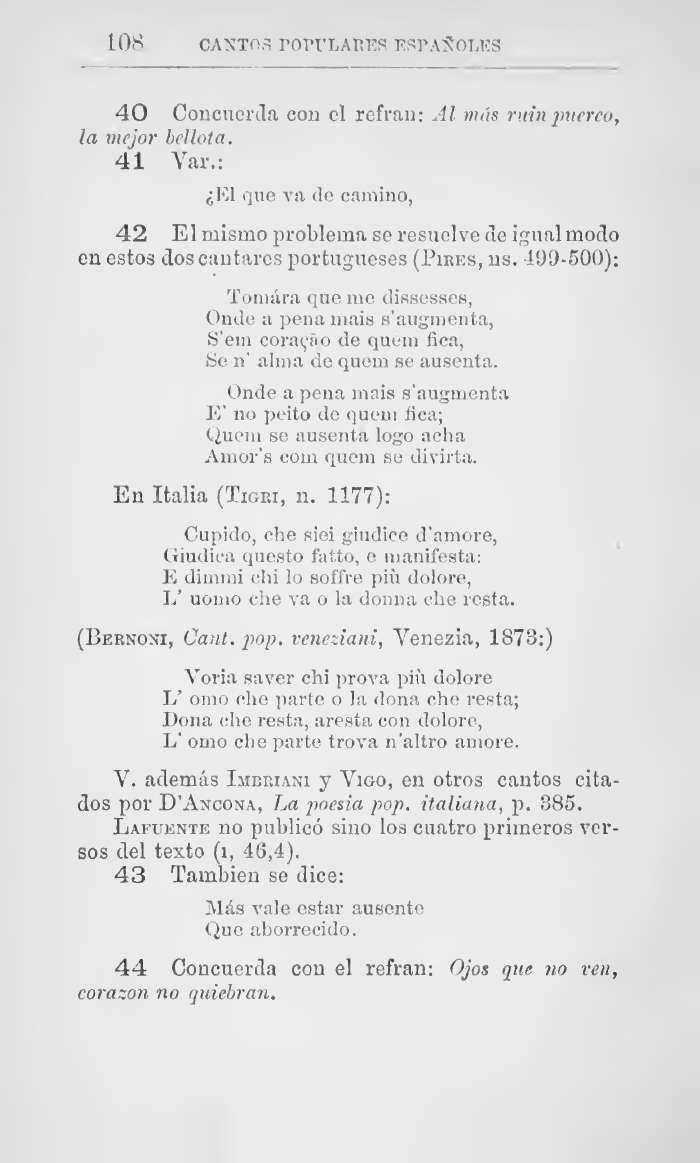 108 CANTOS POPULARES ESPAÑOLES
40 Concuerda con el refran: Al más ruin puerco,
la mejor bellota.
41 Var.:
¿El que va de camino,
42 El mismo problema se resuelve de igual modo
en estos dos cantares portugueses (PIRES, ns. 499-500):
Tomára que me dissesses,
Onde a pena mais s'augmenta,
S'em coração de quem fica,
Se n' alma de quem se ausenta.
Onde a pena mais s'augmenta
E' no peito de quem fica;
Quem se ausenta logo acha
Amor's com quem se divirta.
En Italia (TIGRI, n. 1177):
Cupido, che siei giudice d'amore,
Giudica questo fatto, e manifesta:
E dimmi chi lo soffre più dolore,
L' uomo che va o la donna che resta.
(BERNONI, Cant. pop. veneziani, Venezia, 1873:)
Voria saver chi prova più dolore
L' omo che parte o la dona che resta;
Dona che resta, aresta con dolore,
L' omo che parte trova n'altro amore.
V. además IMBRIANI y VIGO, en otros cantos cita-
dos por D'ANCONA, La poesia pop. italiana, p. 385.
LAFUENTE no publicó sino los cuatro primeros ver-
sos del texto (I, 46,4).
43 Tambien se dice:
Más vale estar ausente
Que aborrecido.
44 Concuerda con el refran: Ojos que no ven,
corazon no quiebran.